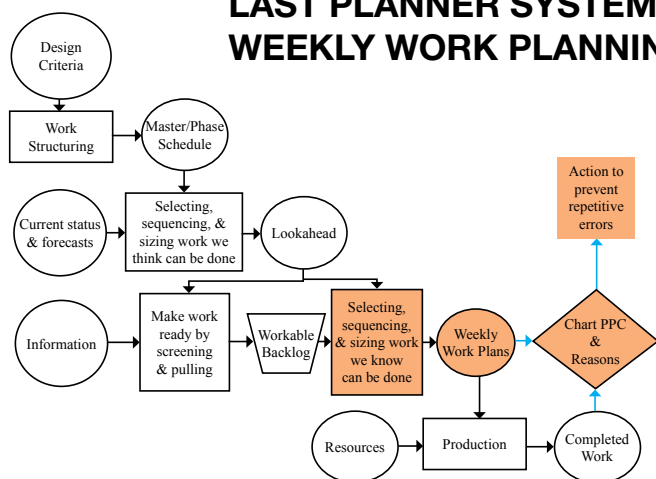 LAST PLANNER SYSTEM
WEEKLY WORK PLANNIN
Design
Criteria
Work
Structuring
Master/Phase
Schedule
Action to
prevent
repetitive
errors
Current status
& forecasts
Selecting,
sequencing, &
sizing work we
think can be done
Lookahead
Information
Make work
ready by
screening
& pulling
Workable
Backlog
Selecting,
sequencing,
& sizing work
we know
can be done
Weekly
Work Plans
Chart PPC
&
Reasons
Resources
Production
Completed
Work